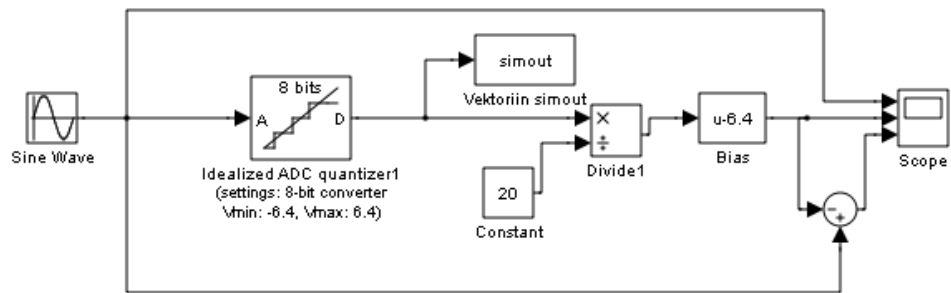 8 bits
A
D
simout
Vektoriin simout
Sine Wave
Idealized ADC quantizer1
(settings: 8-bit converter
Vmin: -6.4, Vmax: 6.4)
×
÷
Divide1
20
Constant
u-6.4
Bias
Scope
-
+